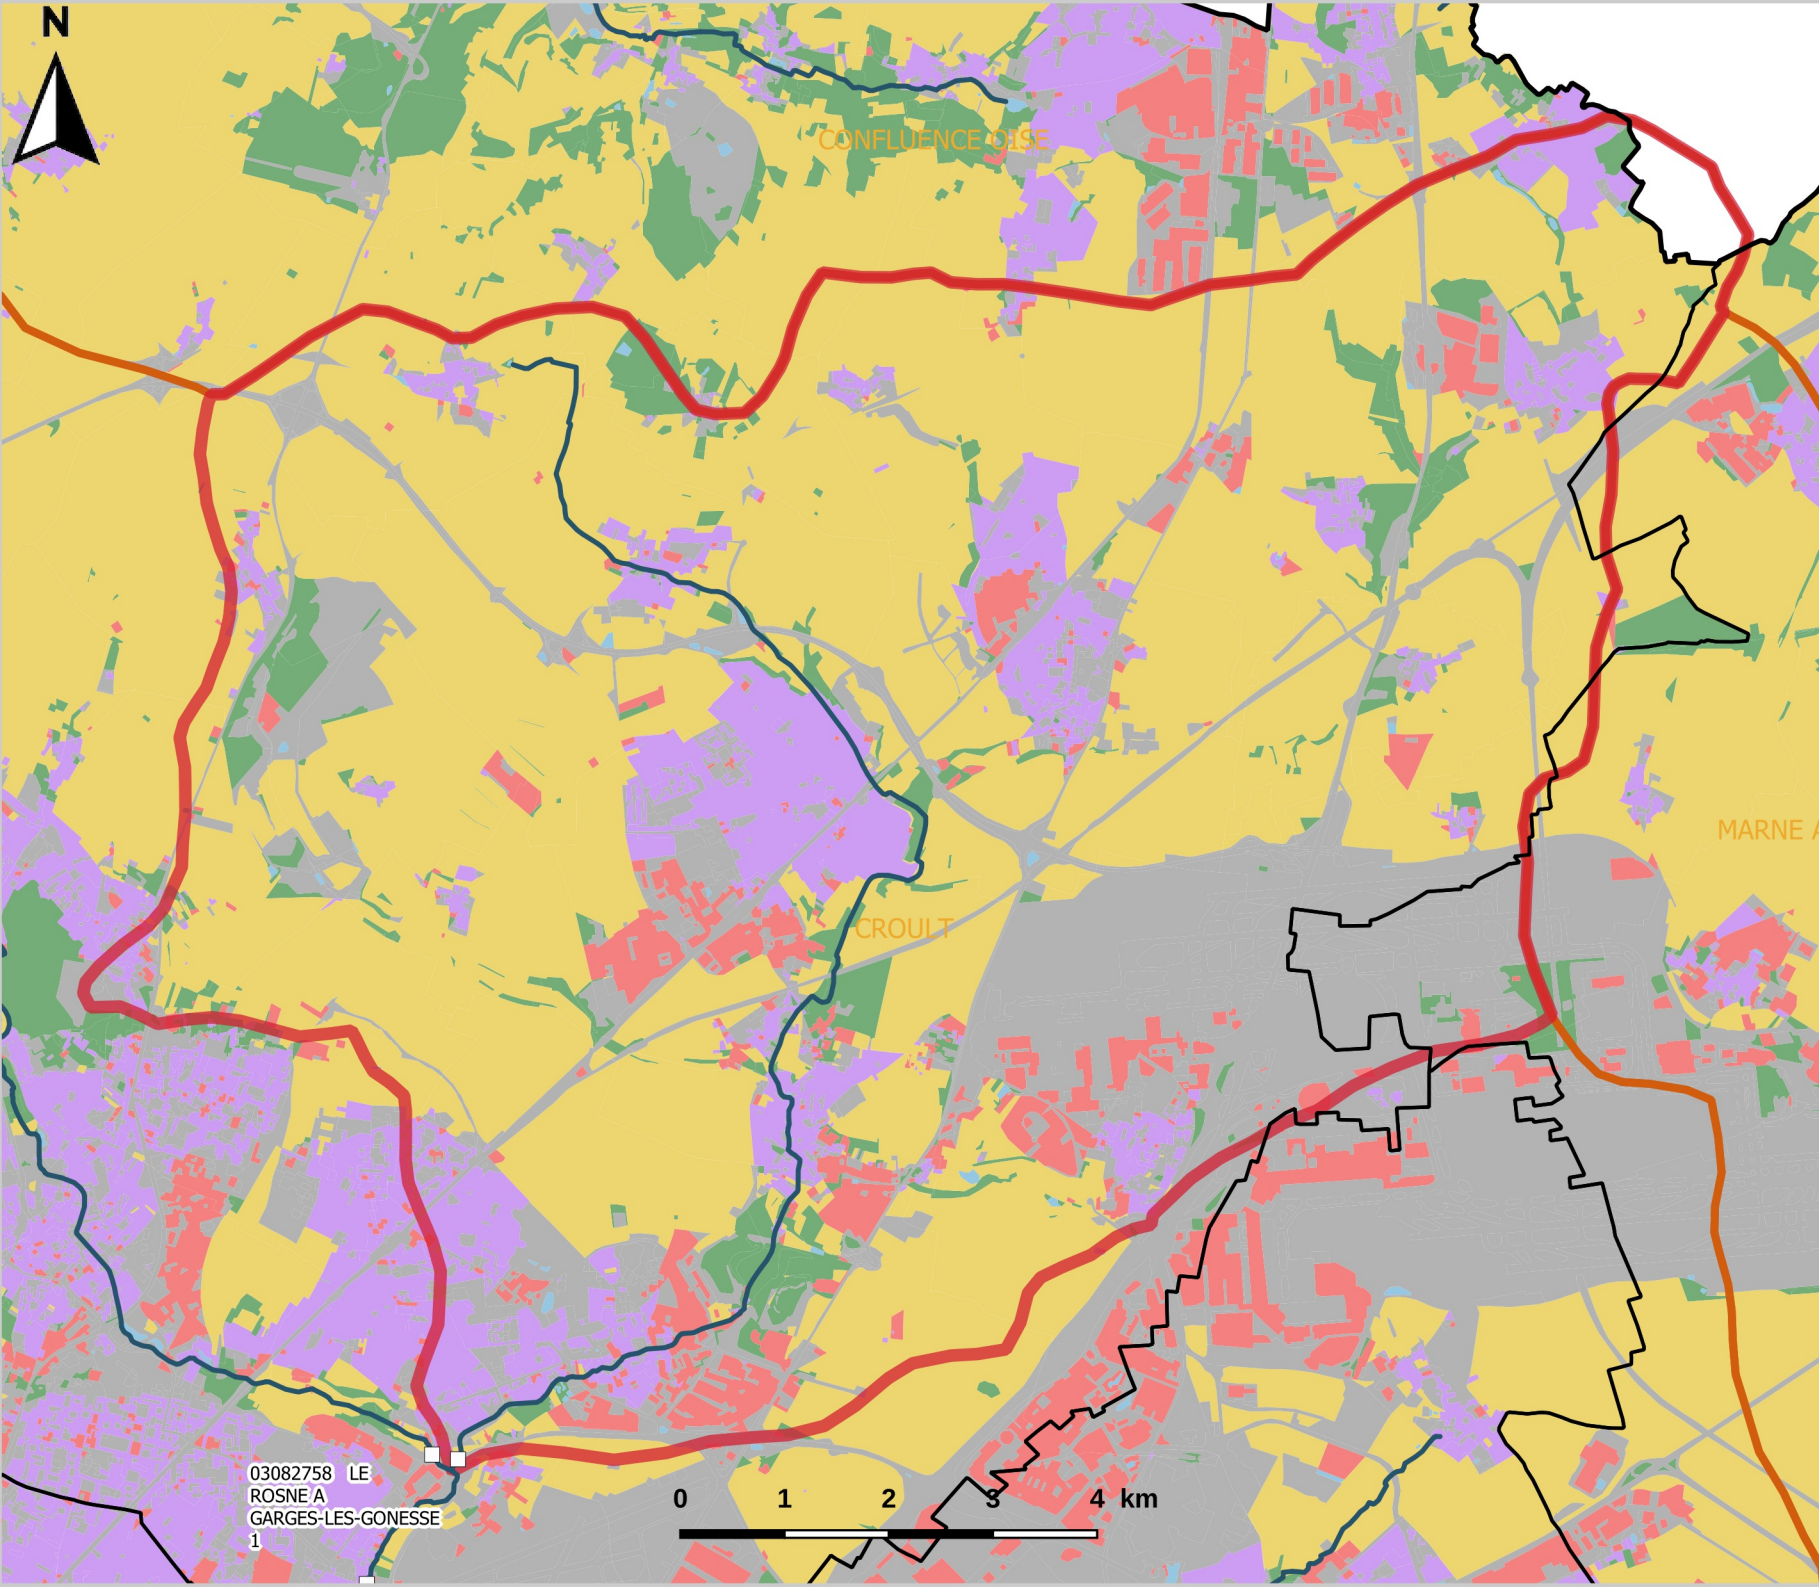 N
CONFLUENCE OISE
MARNE A
CROULT
03082758 LE
ROSNE A
GARGES-LES-GONESSE
1
0 1 2 3 4 km